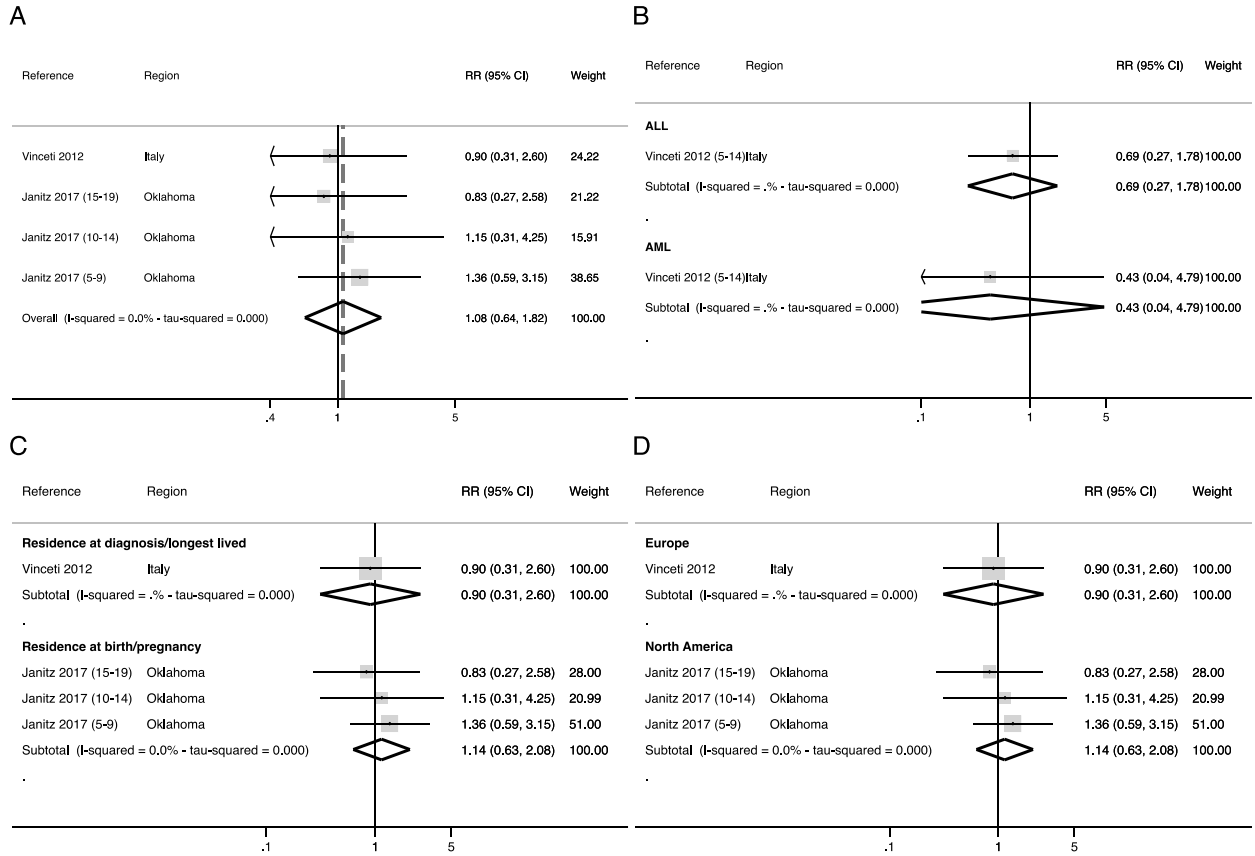 A
Reference Region RR (95% CI) Weight
Vinceti 2012 Italy 0.90 (0.31, 2.60) 24.22
Janitz 2017 (15-19) Oklahoma 0.83 (0.27, 2.58) 21.22
Janitz 2017 (10-14) Oklahoma 1.15 (0.31, 4.25) 15.91
Janitz 2017 (5-9) Oklahoma 1.36 (0.59, 3.15) 38.65
Overall (I-squared = 0.0% - tau-squared = 0.000) 1.08 (0.64, 1.82) 100.00
.4 1 5
B
Reference Region RR (95% CI) Weight
ALL
Vinceti 2012 (5-14) Italy 0.69 (0.27, 1.78) 100.00
Subtotal (I-squared = .% - tau-squared = 0.000) 0.69 (0.27, 1.78) 100.00
.
AML
Vinceti 2012 (5-14) Italy 0.43 (0.04, 4.79) 100.00
Subtotal (I-squared = .% - tau-squared = 0.000) 0.43 (0.04, 4.79) 100.00
.
.1 1 5
C
Reference Region RR (95% CI) Weight
Residence at diagnosis/longest lived
Vinceti 2012 Italy 0.90 (0.31, 2.60) 100.00
Subtotal (I-squared = .% - tau-squared = 0.000) 0.90 (0.31, 2.60) 100.00
.
Residence at birth/pregnancy
Janitz 2017 (15-19) Oklahoma 0.83 (0.27, 2.58) 28.00
Janitz 2017 (10-14) Oklahoma 1.15 (0.31, 4.25) 20.99
Janitz 2017 (5-9) Oklahoma 1.36 (0.59, 3.15) 51.00
Subtotal (I-squared = 0.0% - tau-squared = 0.000) 1.14 (0.63, 2.08) 100.00
.
.1 1 5
D
Reference Region RR (95% CI) Weight
Europe
Vinceti 2012 Italy 0.90 (0.31, 2.60) 100.00
Subtotal (I-squared = .% - tau-squared = 0.000) 0.90 (0.31, 2.60) 100.00
.
North America
Janitz 2017 (15-19) Oklahoma 0.83 (0.27, 2.58) 28.00
Janitz 2017 (10-14) Oklahoma 1.15 (0.31, 4.25) 20.99
Janitz 2017 (5-9) Oklahoma 1.36 (0.59, 3.15) 51.00
Subtotal (I-squared = 0.0% - tau-squared = 0.000) 1.14 (0.63, 2.08) 100.00
.
.1 1 5